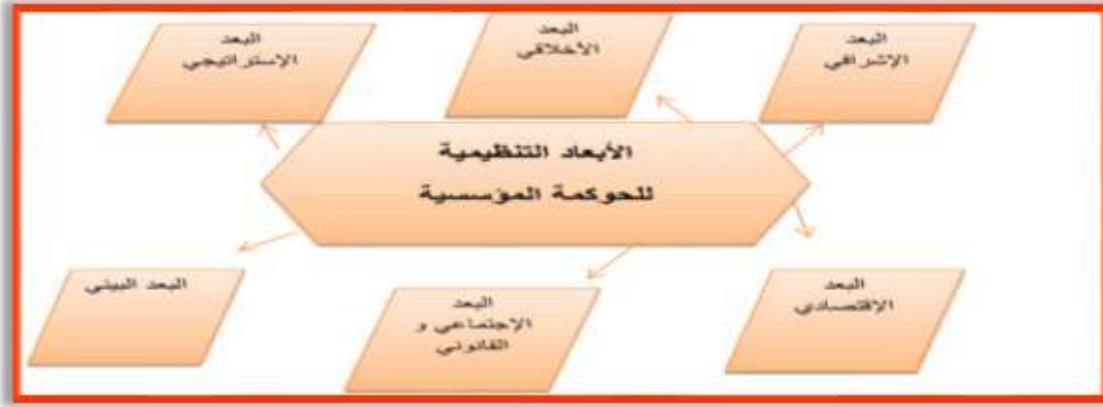 البعد
الإشرافي
البعد
الأخلاقي
البعد
الإستراتيجي
الأبعاد التنظيمية
للحوكمة المؤسسية
البعد
الإقتصادي
البعد
الإجتماعي و
القانوني
البعد البيئي